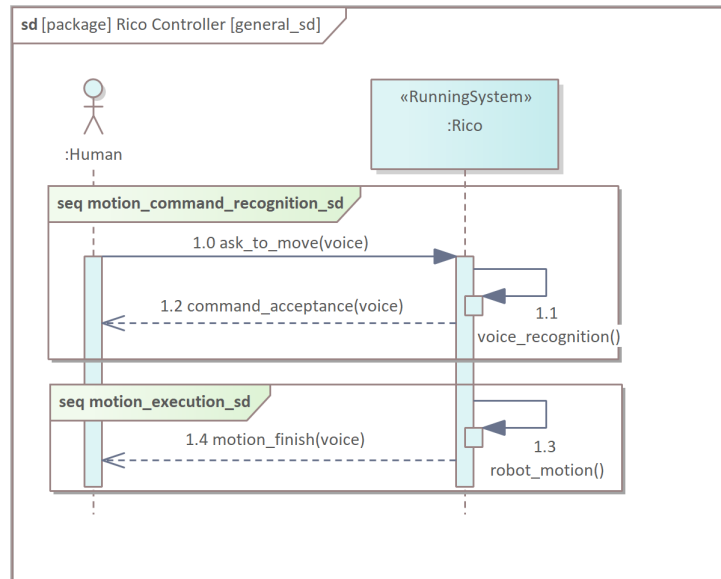 sd [package] Rico Controller [general_sd]
«RunningSystem»
:Rico
:Human
seq motion_command_recognition_sd
1.0 ask_to_move(voice)
1.2 command_acceptance(voice)
1.1
voice_recognition()
seq motion_execution_sd
1.4 motion_finish(voice)
1.3
robot_motion()